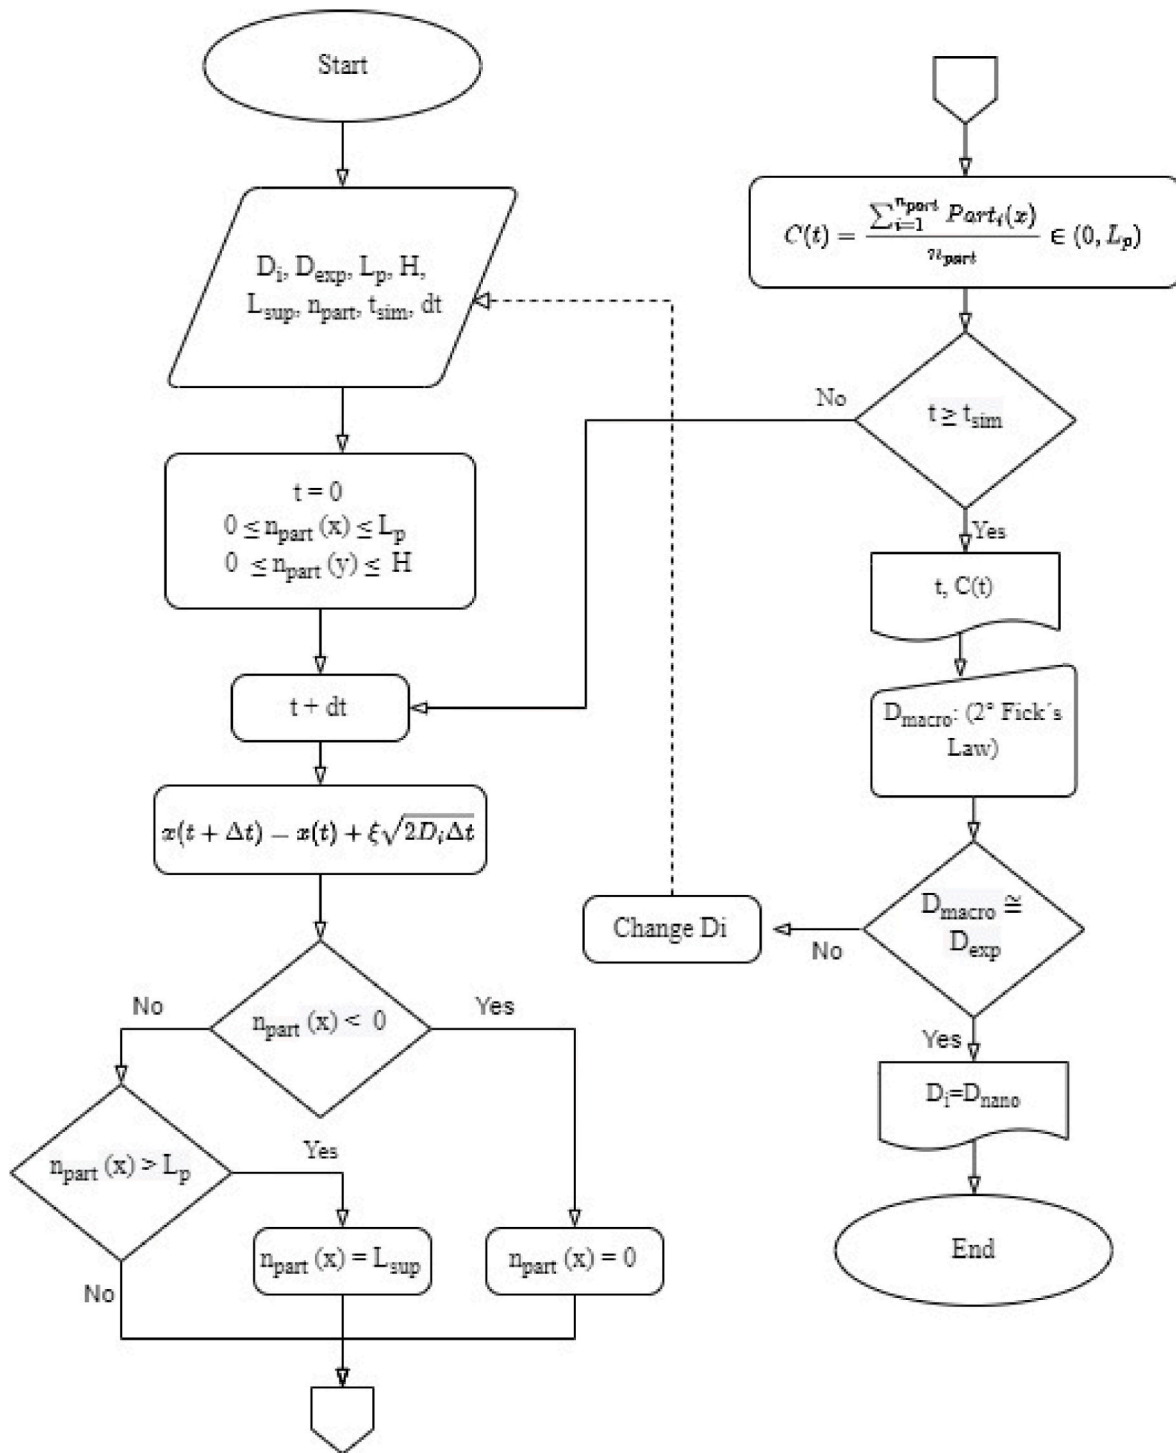 Start
D_i, D_exp, L_p, H,
L_sup, n_part, t_sim, dt
t = 0
0 ≤ n_part (x) ≤ L_p
0 ≤ n_part (y) ≤ H
t + dt
x(t + Δt) = x(t) + ξ√(2D_iΔt)
n_part (x) < 0
No
Yes
n_part (x) > L_p
Yes
No
n_part (x) = L_sup
n_part (x) = 0
C(t) = ∑_{i=1}^{n_part} Part_i(x) / n_part ∈ (0, L_p)
t ≥ t_sim
No
Yes
t, C(t)
D_macro: (2° Fick´s
Law)
D_macro ≅
D_exp
No
Change Di
Yes
D_i=D_nano
End